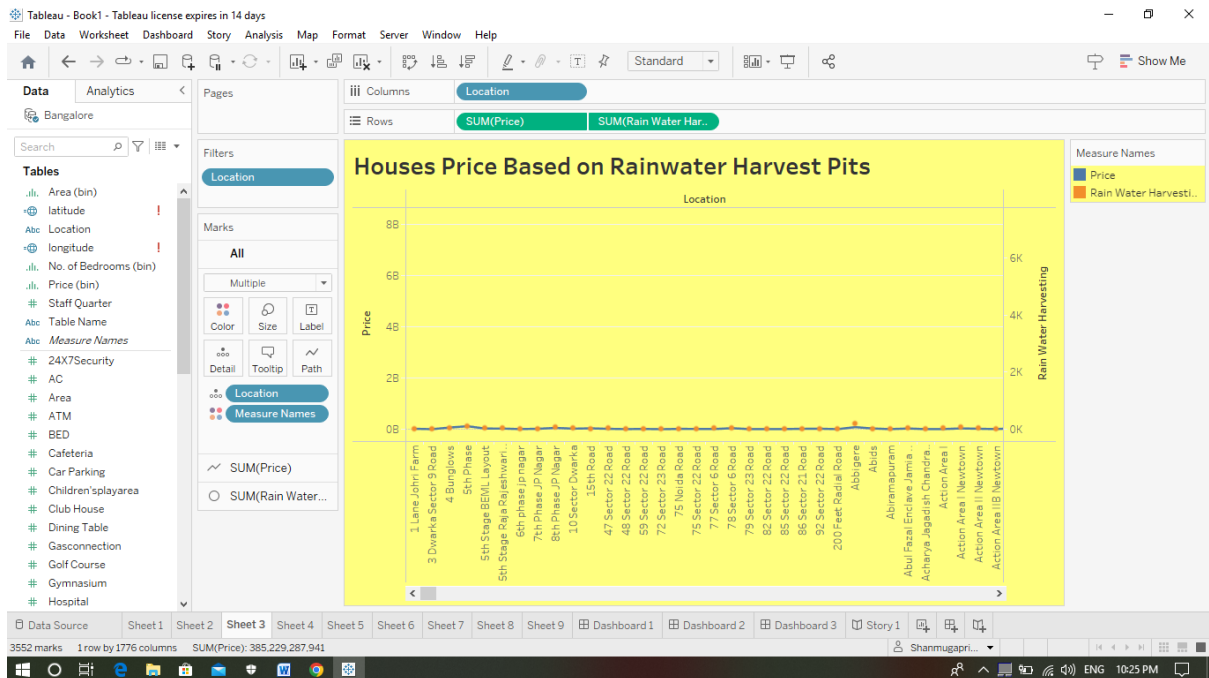 Tableau - Book1 - Tableau license expires in 14 days
File Data Worksheet Dashboard Story Analysis Map Format Server Window Help
Standard
Show Me
Data Analytics
Bangalore
Search
Tables
Area (bin)
latitude
Abc Location
longitude
No. of Bedrooms (bin)
Price (bin)
# Staff Quarter
Abc Table Name
Abc Measure Names
# 24X7Security
# AC
# Area
# ATM
# BED
# Cafeteria
# Car Parking
# Children'splayarea
# Club House
# Dining Table
# Gasconnection
# Golf Course
# Gymnasium
# Hospital
Pages
Filters
Location
Marks
All
Multiple
Color Size Label
Detail Tooltip Path
Location
Measure Names
SUM(Price)
SUM(Rain Water...
iii Columns Location
Rows SUM(Price) SUM(Rain Water Har..
Houses Price Based on Rainwater Harvest Pits
Location
Price
8B
6B
4B
2B
0B
6K
4K
2K
0K
Rain Water Harvesting
1 Lane Johri Farm
3 Dwarka Sector 9 Road
4 Bunglows
5th Phase
5th Stage BEML Layout
5th Stage Raja Rajeshwari..
6th phase jp nagar
7th Phase JP Nagar
8th Phase JP Nagar
10 Sector Dwarka
15th Road
47 Sector 22 Road
48 Sector 22 Road
59 Sector 22 Road
72 Sector 23 Road
75 Noida Road
75 Sector 22 Road
77 Sector 6 Road
78 Sector 6 Road
79 Sector 23 Road
82 Sector 22 Road
85 Sector 22 Road
86 Sector 21 Road
92 Sector 22 Road
200 Feet Radial Road
Abbigere
Abids
Abiramapuram
Abul Fazal Enclave Jamia ..
Acharya Jagadish Chandra..
Action Area I
Action Area I Newtown
Action Area II Newtown
Action Area IIB Newtown
Measure Names
Price
Rain Water Harvesti..
Data Source Sheet 1 Sheet 2 Sheet 3 Sheet 4 Sheet 5 Sheet 6 Sheet 7 Sheet 8 Sheet 9 Dashboard 1 Dashboard 2 Dashboard 3 Story 1
3552 marks 1 row by 1776 columns SUM(Price): 385,229,287,941
Shanmugapri...
ENG 10:25 PM